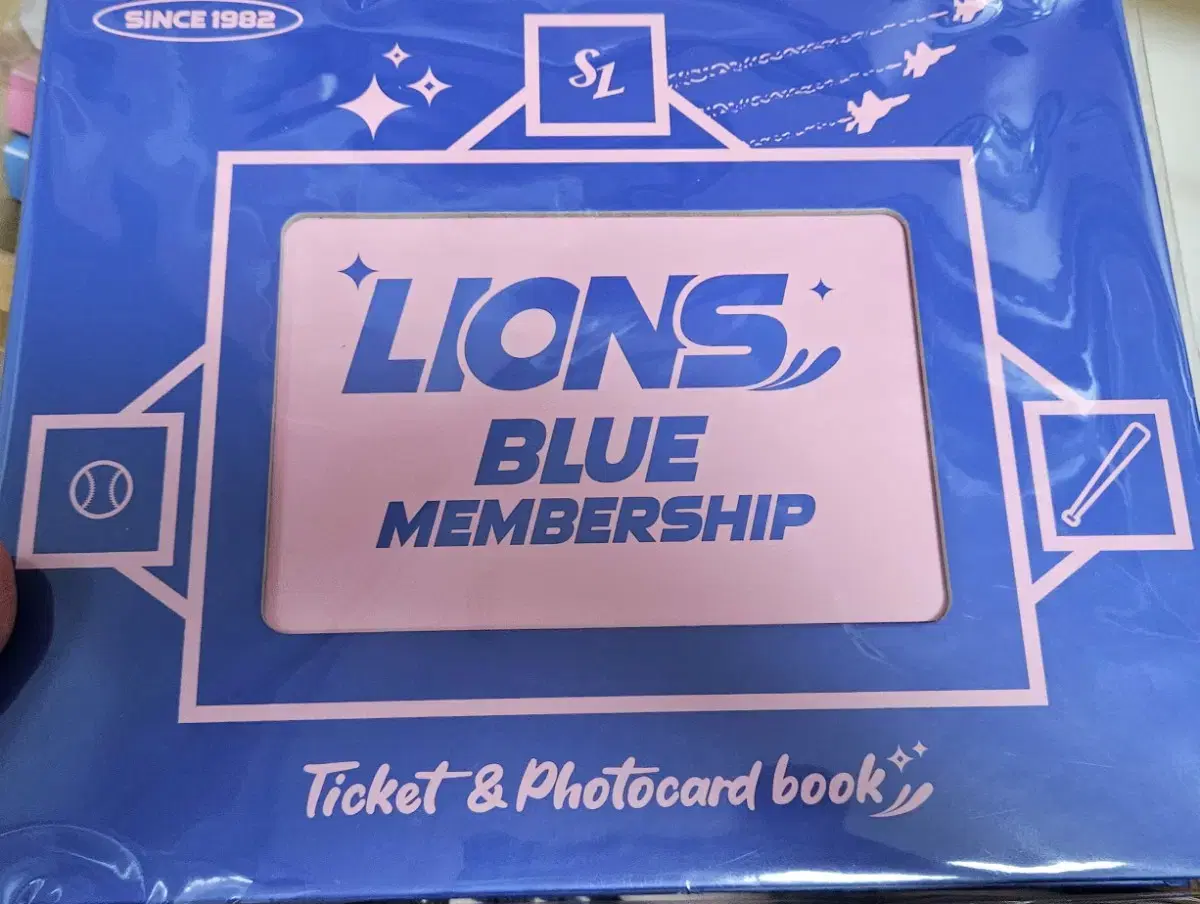 SINCE 1982
SL
LIONS
BLUE
MEMBERSHIP
Ticket & Photocard book